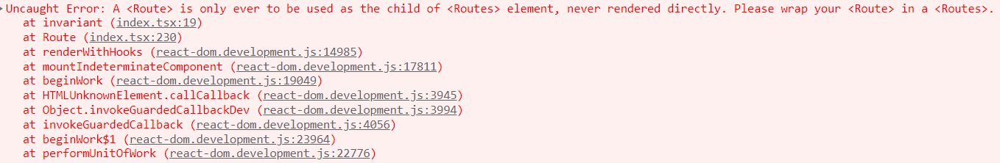 Uncaught Error: A <Route> is only ever to be used as the child of <Routes> element, never rendered directly. Please wrap your <Route> in a <Routes>.
at invariant (index.tsx:19)
at Route (index.tsx:230)
at renderWithHooks (react-dom.development.js:14985)
at mountIndeterminateComponent (react-dom.development.js:17811)
at beginWork (react-dom.development.js:19049)
at HTMLUnknownElement.callCallback (react-dom.development.js:3945)
at Object.invokeGuardedCallbackDev (react-dom.development.js:3994)
at invokeGuardedCallback (react-dom.development.js:4056)
at beginWork$1 (react-dom.development.js:23964)
at performUnitOfWork (react-dom.development.js:22776)